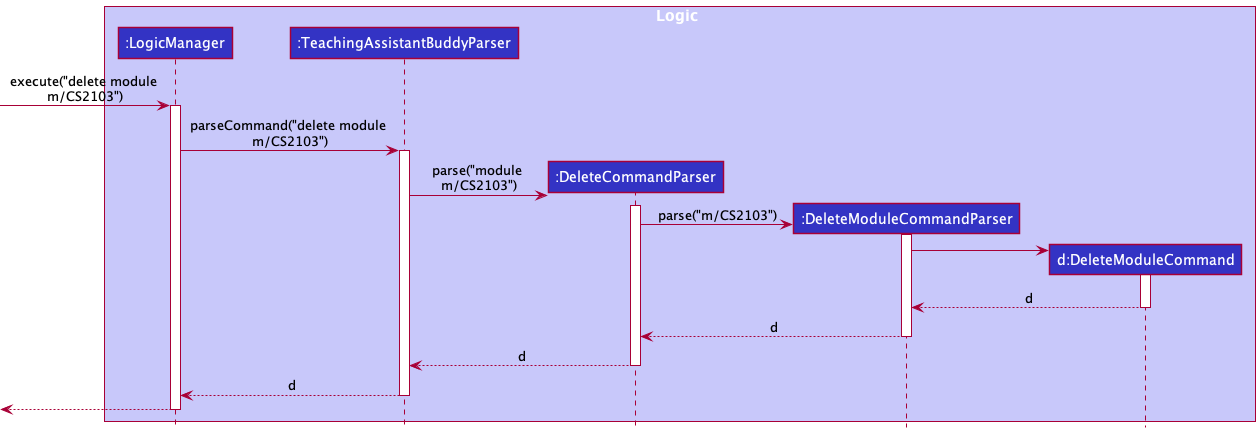 Logic
:LogicManager
:TeachingAssistantBuddyParser
execute("delete module
m/CS2103")
parseCommand("delete module
m/CS2103")
parse("module
m/CS2103")
:DeleteCommandParser
parse("m/CS2103")
:DeleteModuleCommandParser
d:DeleteModuleCommand
d
d
d
d